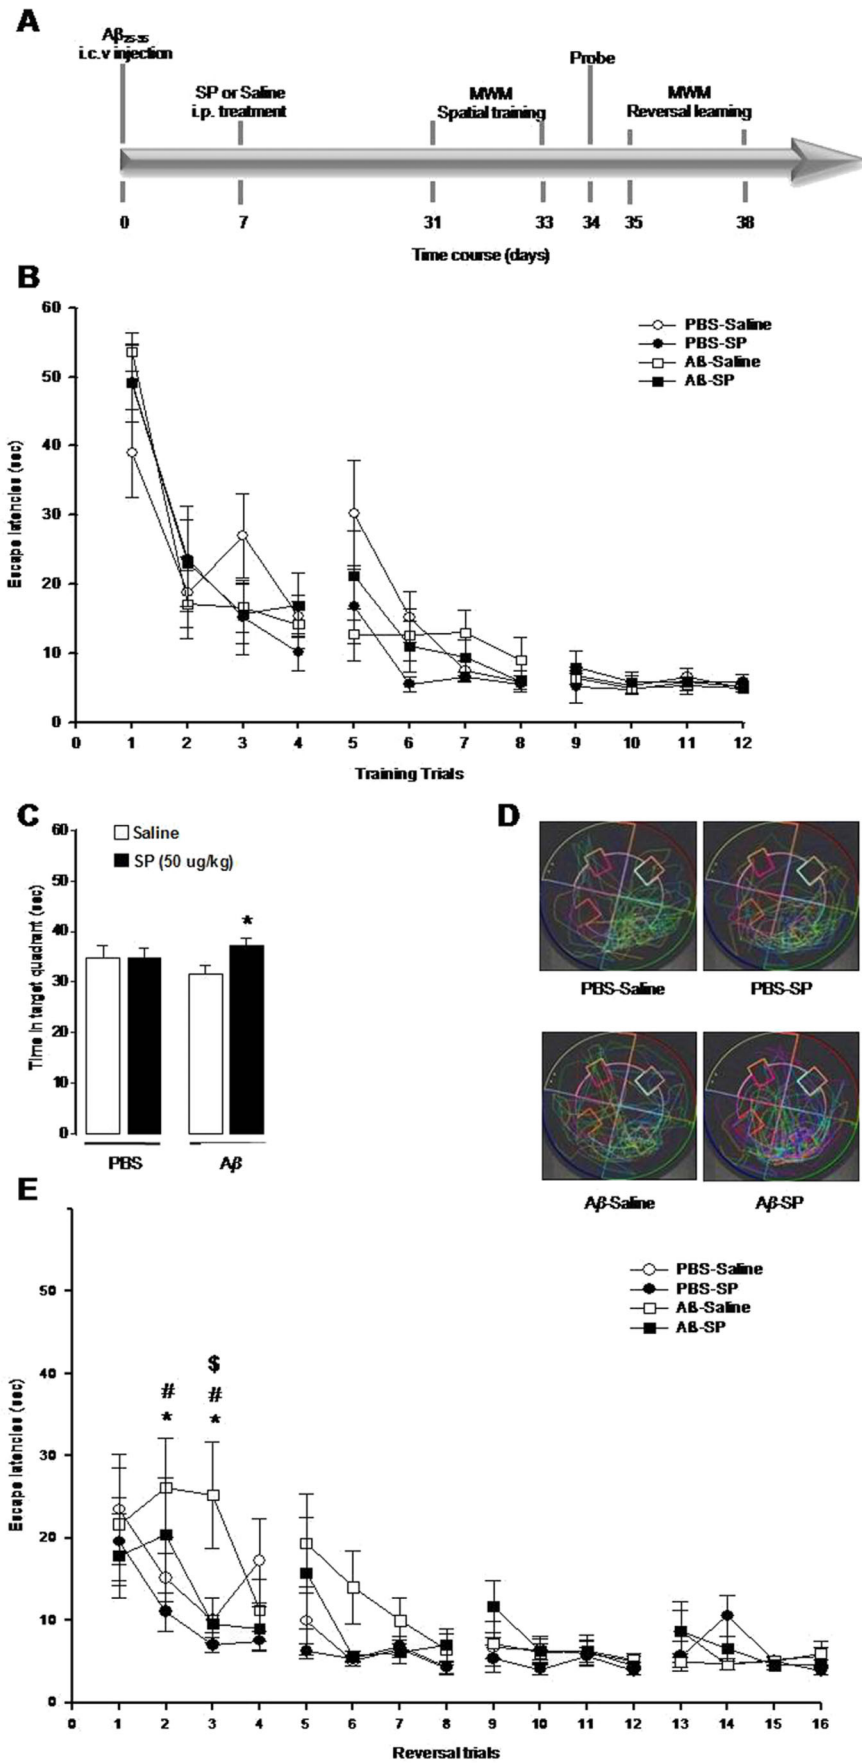 A
Aβ25-35
i.c.v injection
SP or Saline
i.p. treatment
MWM
Spatial training
Probe
MWM
Reversal learning
0 7 31 33 34 35 38
Time course (days)
B
60
50
40
30
20
10
0
Escape latencies (sec)
PBS-Saline
PBS-SP
Aß-Saline
Aß-SP
0 1 2 3 4 5 6 7 8 9 10 11 12
Training Trials
C
60
50
40
30
20
10
0
Time in target quadrant (sec)
Saline
SP (50 ug/kg)
*
PBS Aβ
D
PBS-Saline PBS-SP
Aβ-Saline Aβ-SP
E
50
40
30
20
10
0
Escape latencies (sec)
PBS-Saline
PBS-SP
Aß-Saline
Aß-SP
$
# #
* *
0 1 2 3 4 5 6 7 8 9 10 11 12 13 14 15 16
Reversal trials